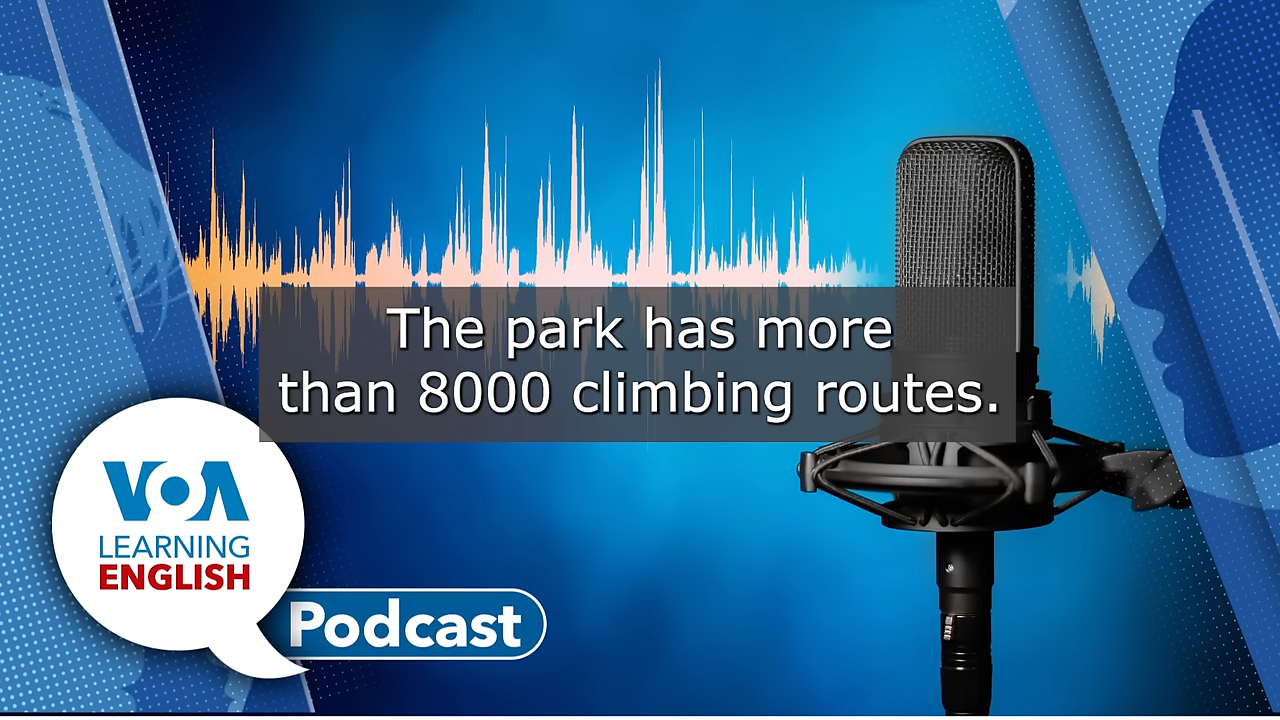 The park has more
than 8000 climbing routes.
VOA
LEARNING
ENGLISH
Podcast